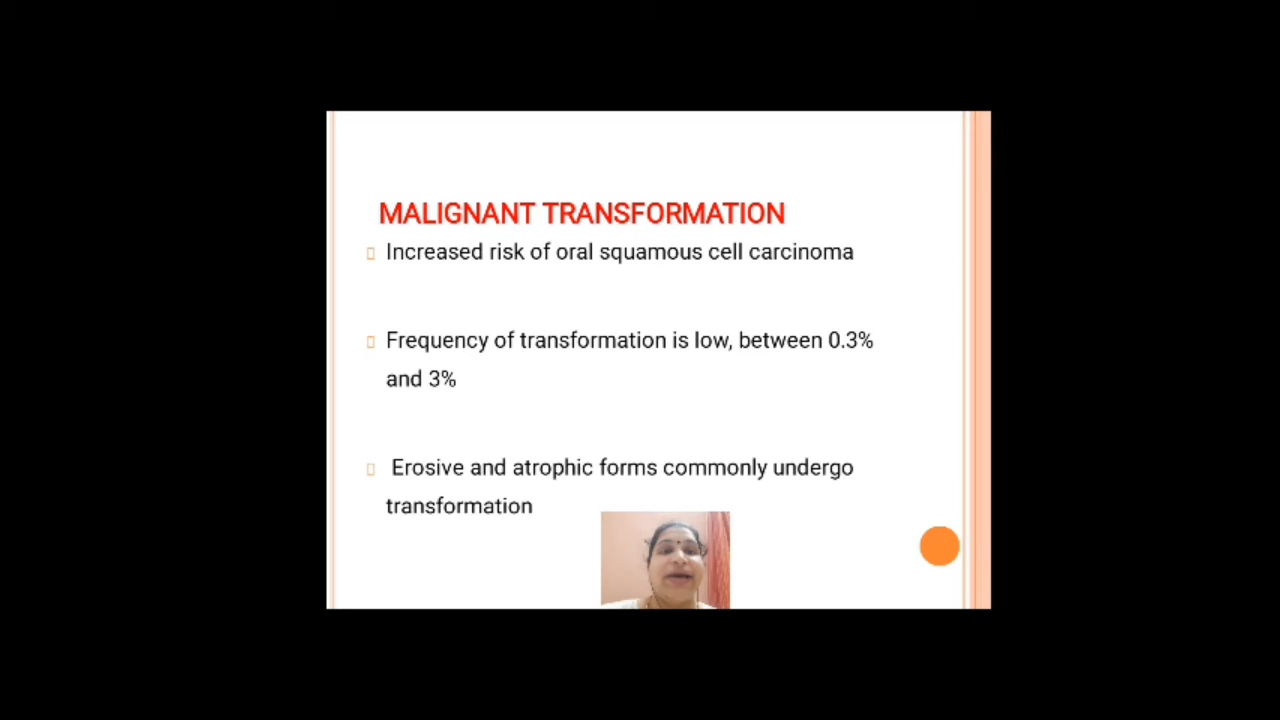 MALIGNANT TRANSFORMATION
Increased risk of oral squamous cell carcinoma
Frequency of transformation is low, between 0.3%
and 3%
Erosive and atrophic forms commonly undergo
transformation